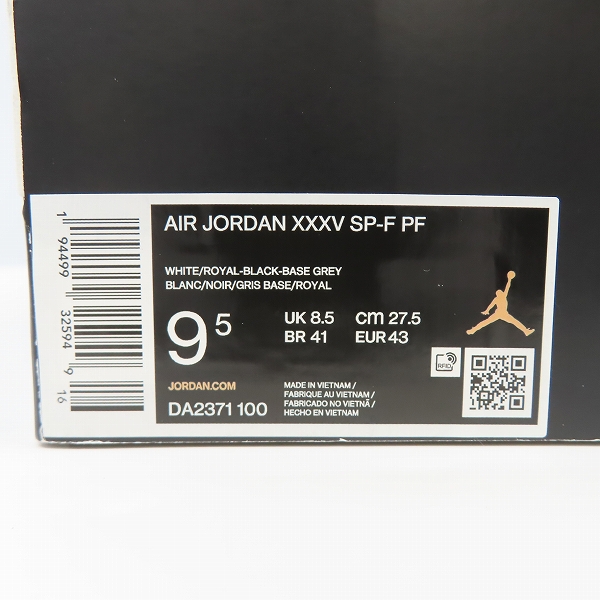 AIR JORDAN XXXV SP-F PF
WHITE/ROYAL-BLACK-BASE GREY
BLANC/NOIR/GRIS BASE/ROYAL
9 5
UK 8.5 cm 27.5
BR 41 EUR 43
JORDAN.COM
DA2371 100
MADE IN VIETNAM/
FABRIQUE AU VIETNAM/
FABRICADO NO VIETNÃ/
HECHO EN VIETNAM
RFID
1 94499 32594 9 16